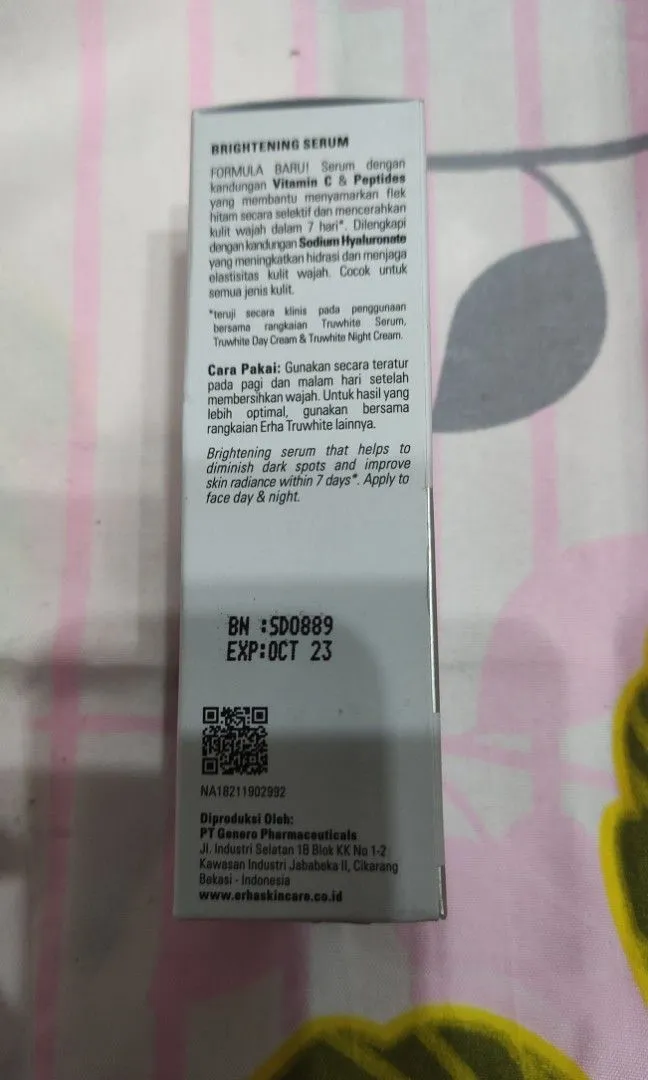 BRIGHTENING SERUM
FORMULA BARU! Serum dengan
kandungan Vitamin C & Peptides
yang membantu menyamarkan flek
hitam secara selektif dan mencerahkan
kulit wajah dalam 7 hari*. Dilengkapi
dengan kandungan Sodium Hyaluronate
yang meningkatkan hidrasi dan menjaga
elastisitas kulit wajah. Cocok untuk
semua jenis kulit.
*teruji secara klinis pada penggunaan
bersama rangkaian Truwhite Serum,
Truwhite Day Cream & Truwhite Night Cream.
Cara Pakai: Gunakan secara teratur
pada pagi dan malam hari setelah
membersihkan wajah. Untuk hasil yang
lebih optimal, gunakan bersama
rangkaian Erha Truwhite lainnya.
Brightening serum that helps to
diminish dark spots and improve
skin radiance within 7 days*. Apply to
face day & night.
BN :SD0889
EXP:OCT 23
NA18211902992
Diproduksi Oleh:
PT Genero Pharmaceuticals
Jl. Industri Selatan 1B Blok KK No 1-2
Kawasan Industri Jababeka II, Cikarang
Bekasi - Indonesia
www.erhaskincare.co.id